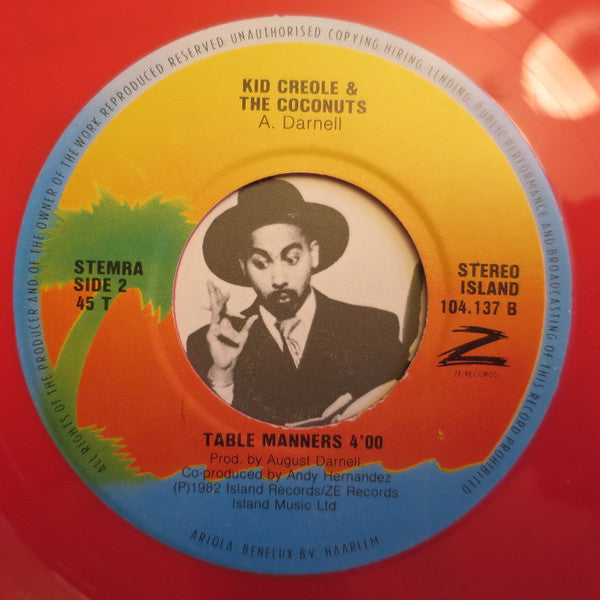 ALL RIGHTS OF THE PRODUCER AND OF THE OWNER OF THE WORK REPRODUCED RESERVED. UNAUTHORISED COPYING, HIRING, LENDING, PUBLIC PERFORMANCE AND BROADCASTING OF THIS RECORD PROHIBITED
KID CREOLE &
THE COCONUTS
A. Darnell
STEMRA
SIDE 2
45 T
STEREO
ISLAND
104.137 B
Z
ZE RECORDS
TABLE MANNERS 4'00
Prod. by August Darnell
Co-produced by Andy Hernandez
(P)1982 Island Records/ZE Records
Island Music Ltd.
ARIOLA BENELUX BV HAARLEM